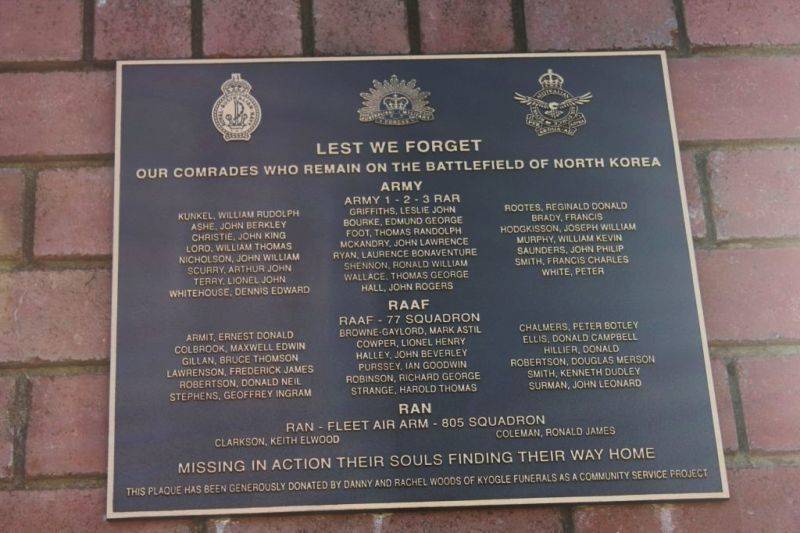 LEST WE FORGET
OUR COMRADES WHO REMAIN ON THE BATTLEFIELD OF NORTH KOREA
ARMY
ARMY 1 - 2 - 3 RAR
KUNKEL, WILLIAM RUDOLPH
ASHE, JOHN BERKLEY
CHRISTIE, JOHN KING
LORD, WILLIAM THOMAS
NICHOLSON, JOHN WILLIAM
SCURRY, ARTHUR JOHN
TERRY, LIONEL JOHN
WHITEHOUSE, DENNIS EDWARD
GRIFFITHS, LESLIE JOHN
BOURKE, EDMUND GEORGE
FOOT, THOMAS RANDOLPH
MCKANDRY, JOHN LAWRENCE
RYAN, LAURENCE BONAVENTURE
SHENNON, RONALD WILLIAM
WALLACE, THOMAS GEORGE
HALL, JOHN ROGERS
ROOTES, REGINALD DONALD
BRADY, FRANCIS
HODGKISSON, JOSEPH WILLIAM
MURPHY, WILLIAM KEVIN
SAUNDERS, JOHN PHILIP
SMITH, FRANCIS CHARLES
WHITE, PETER
RAAF
RAAF - 77 SQUADRON
ARMIT, ERNEST DONALD
COLBROOK, MAXWELL EDWIN
GILLAN, BRUCE THOMSON
LAWRENSON, FREDERICK JAMES
ROBERTSON, DONALD NEIL
STEPHENS, GEOFFREY INGRAM
BROWNE-GAYLORD, MARK ASTIL
COWPER, LIONEL HENRY
HALLEY, JOHN BEVERLEY
PURSSEY, IAN GOODWIN
ROBINSON, RICHARD GEORGE
STRANGE, HAROLD THOMAS
CHALMERS, PETER BOTLEY
ELLIS, DONALD CAMPBELL
HILLIER, DONALD
ROBERTSON, DOUGLAS MERSON
SMITH, KENNETH DUDLEY
SURMAN, JOHN LEONARD
RAN
RAN - FLEET AIR ARM - 805 SQUADRON
CLARKSON, KEITH ELWOOD
COLEMAN, RONALD JAMES
MISSING IN ACTION THEIR SOULS FINDING THEIR WAY HOME
THIS PLAQUE HAS BEEN GENEROUSLY DONATED BY DANNY AND RACHEL WOODS OF KYOGLE FUNERALS AS A COMMUNITY SERVICE PROJECT